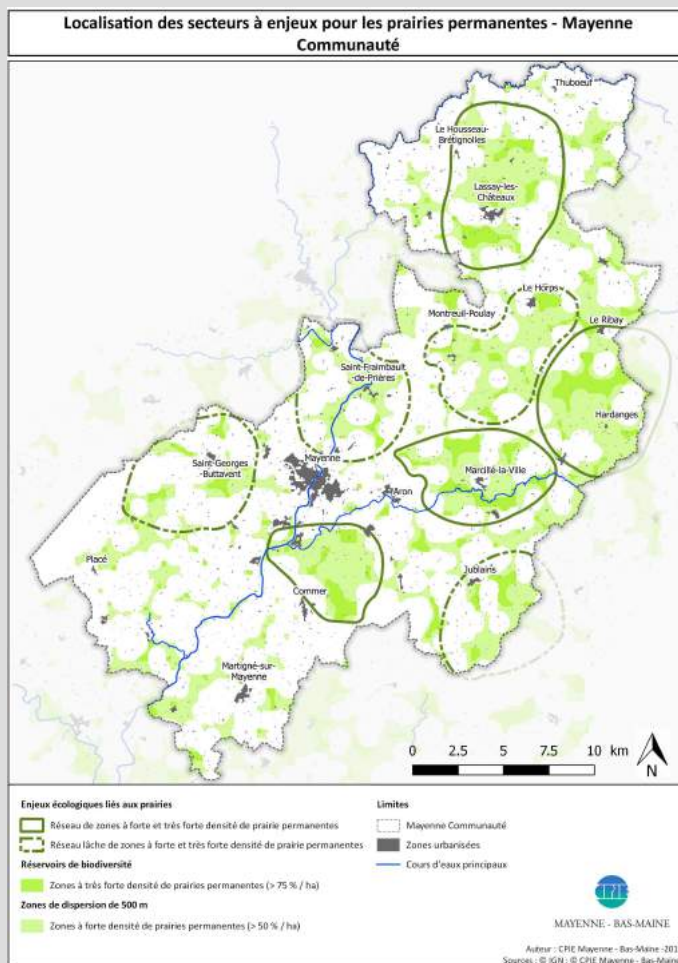 Localisation des secteurs à enjeux pour les prairies permanentes - Mayenne
Communauté
Thuboeuf
Le Housseau-
Brétignolles
Lassay-les-
Châteaux
Le Horps
Montreuil-Poulay
Le Ribay
Saint-Fraimbault
-de-Prières
Hardanges
Saint-Georges
-Buttavent
Mayenne
Marcillé-la-Ville
Aron
Placé
Jublains
Commer
Martigné-sur-
Mayenne
0 2.5 5 7.5 10 km
N
Enjeux écologiques liés aux prairies
Réseau de zones à forte et très forte densité de prairie permanentes
Réseau lâche de zones à forte et très forte densité de prairie permanentes
Réservoirs de biodiversité
Zones à très forte densité de prairies permanentes (> 75 % / ha)
Zones de dispersion de 500 m
Zones à forte densité de prairies permanentes (> 50 % / ha)
Limites
Mayenne Communauté
Zones urbanisées
Cours d'eaux principaux
CPIE
MAYENNE - BAS-MAINE
Auteur : CPIE Mayenne - Bas-Maine -201
Sources : © IGN : © CPIE Mayenne - Bas-Maine